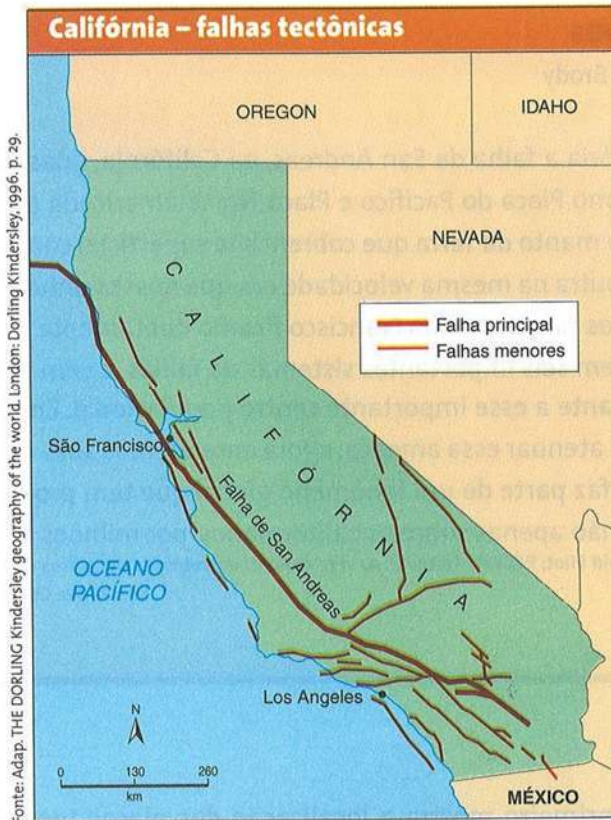 Califórnia – falhas tectônicas
OREGON
IDAHO
NEVADA
CALIFÓRNIA
Falha principal
Falhas menores
São Francisco
Falha de San Andreas
OCEANO
PACÍFICO
Los Angeles
N
0 130 260
km
MÉXICO
Fonte: Adap. THE DORLING Kindersley geography of the world. London: Dorling Kindersley, 1996. p. 29.